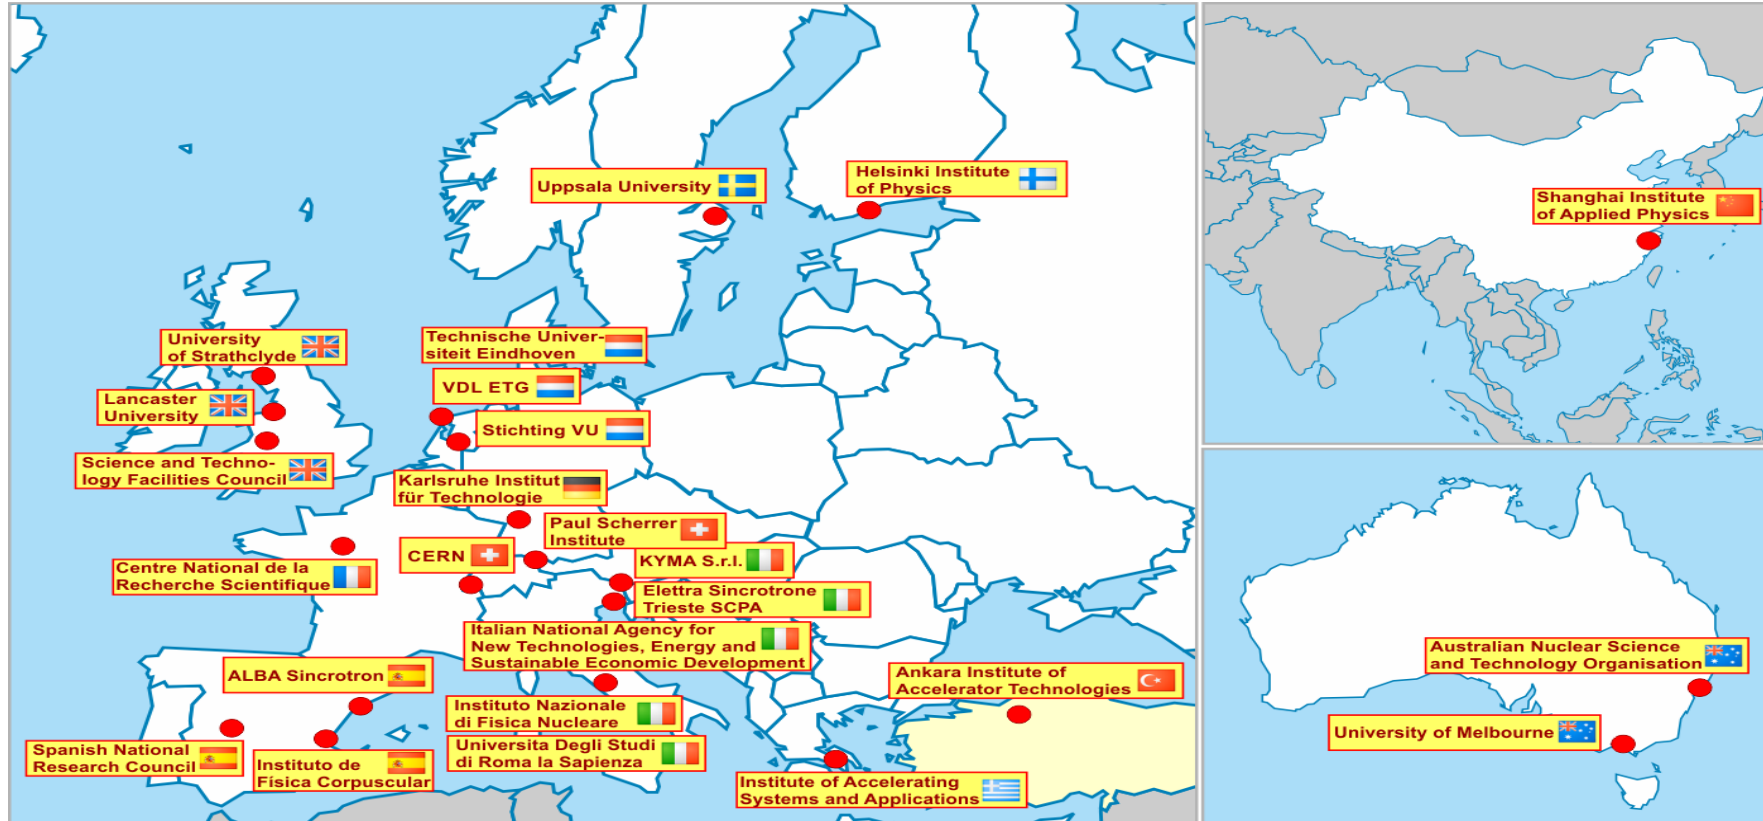 Uppsala University
Helsinki Institute
of Physics
University
of Strathclyde
Technische Univer-
siteit Eindhoven
VDL ETG
Lancaster
University
Stichting VU
Science and Techno-
logy Facilities Council
Karlsruhe Institut
für Technologie
Paul Scherrer
Institute
CERN
KYMA S.r.l.
Centre National de la
Recherche Scientifique
Elettra Sincrotrone
Trieste SCPA
Italian National Agency for
New Technologies, Energy and
Sustainable Economic Development
ALBA Sincrotron
Ankara Institute of
Accelerator Technologies
Instituto Nazionale
di Fisica Nucleare
Spanish National
Research Council
Instituto de
Física Corpuscular
Universita Degli Studi
di Roma la Sapienza
Institute of Accelerating
Systems and Applications
Shanghai Institute
of Applied Physics
Australian Nuclear Science
and Technology Organisation
University of Melbourne